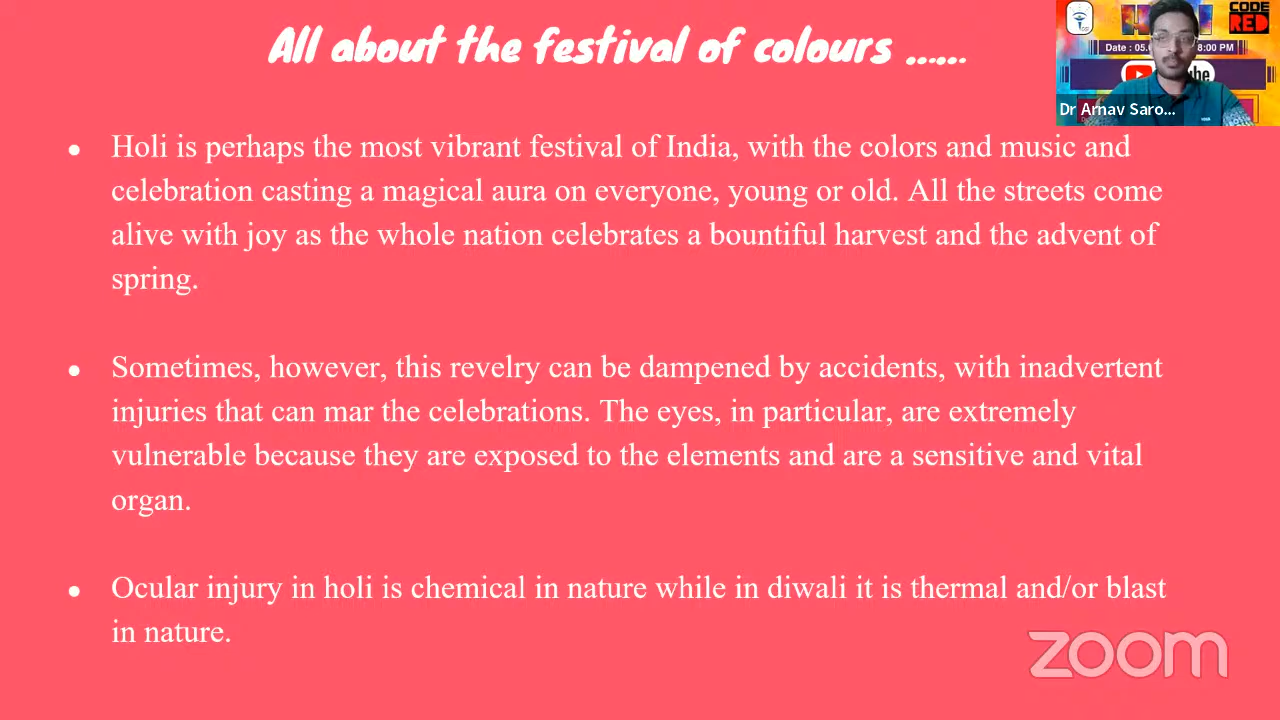 All about the festival of colours ......
CODE
RED
Date : 05.
8:00 PM
Dr Arnav Saro...
● Holi is perhaps the most vibrant festival of India, with the colors and music and
celebration casting a magical aura on everyone, young or old. All the streets come
alive with joy as the whole nation celebrates a bountiful harvest and the advent of
spring.
● Sometimes, however, this revelry can be dampened by accidents, with inadvertent
injuries that can mar the celebrations. The eyes, in particular, are extremely
vulnerable because they are exposed to the elements and are a sensitive and vital
organ.
● Ocular injury in holi is chemical in nature while in diwali it is thermal and/or blast
in nature.
zoom